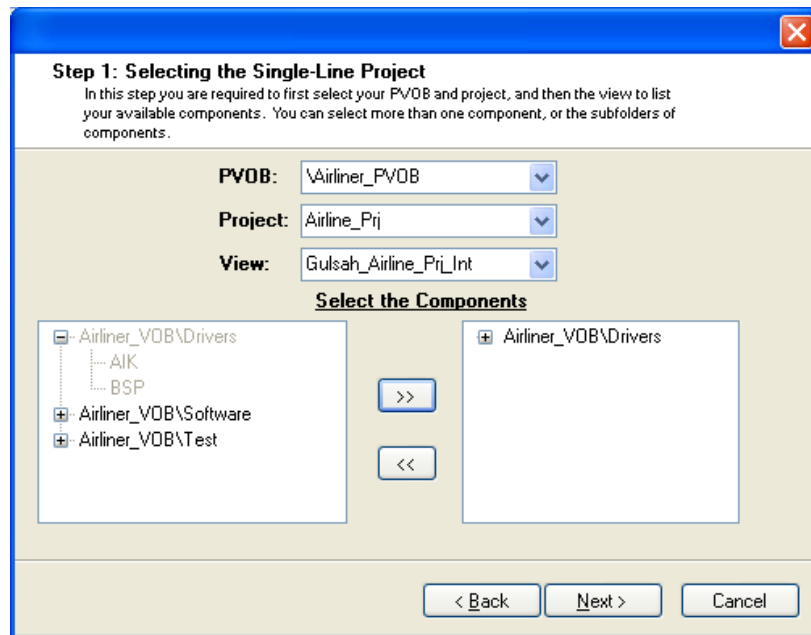 Step 1: Selecting the Single-Line Project
In this step you are required to first select your PVOB and project, and then the view to list
your available components. You can select more than one component, or the subfolders of
components.
PVOB: \Airliner_PVOB
Project: Airline_Prj
View: Gulsah_Airline_Prj_Int
Select the Components
Airliner_VOB\Drivers
AIK
BSP
Airliner_VOB\Software
Airliner_VOB\Test
>>
<<
Airliner_VOB\Drivers
< Back
Next >
Cancel